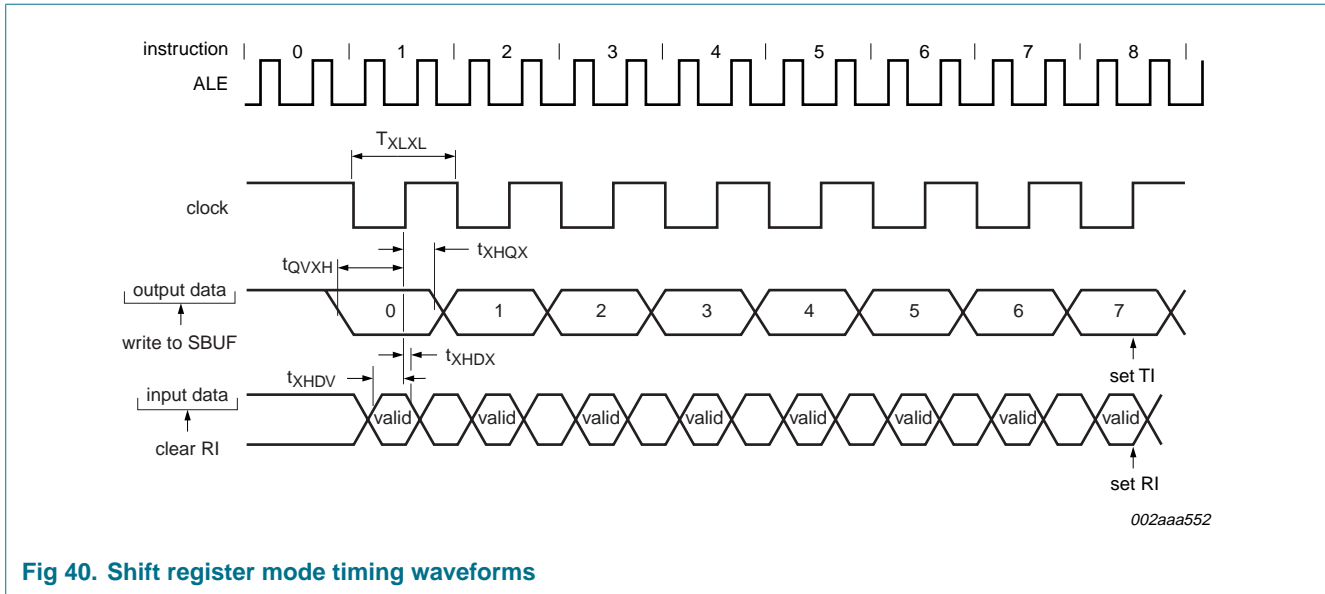 instruction 0 1 2 3 4 5 6 7 8
ALE
TXLXL
clock
tXHQX
tQVXH
output data 0 1 2 3 4 5 6 7
write to SBUF
tXHDX
set TI
tXHDV
input data valid valid valid valid valid valid valid valid
clear RI
set RI
002aaa552
Fig 40. Shift register mode timing waveforms